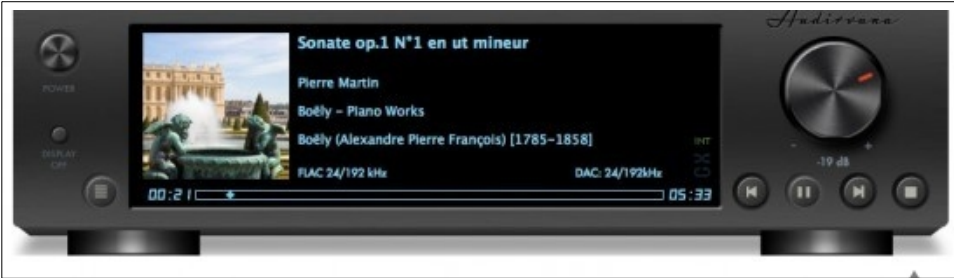 Audirvana
Sonate op.1 N°1 en ut mineur
POWER
Pierre Martin
Boëly – Piano Works
DISPLAY
OFF
Boëly (Alexandre Pierre François) [1785–1858]
INT
- +
-19 dB
FLAC 24/192 kHz
DAC: 24/192kHz
00:21
05:33